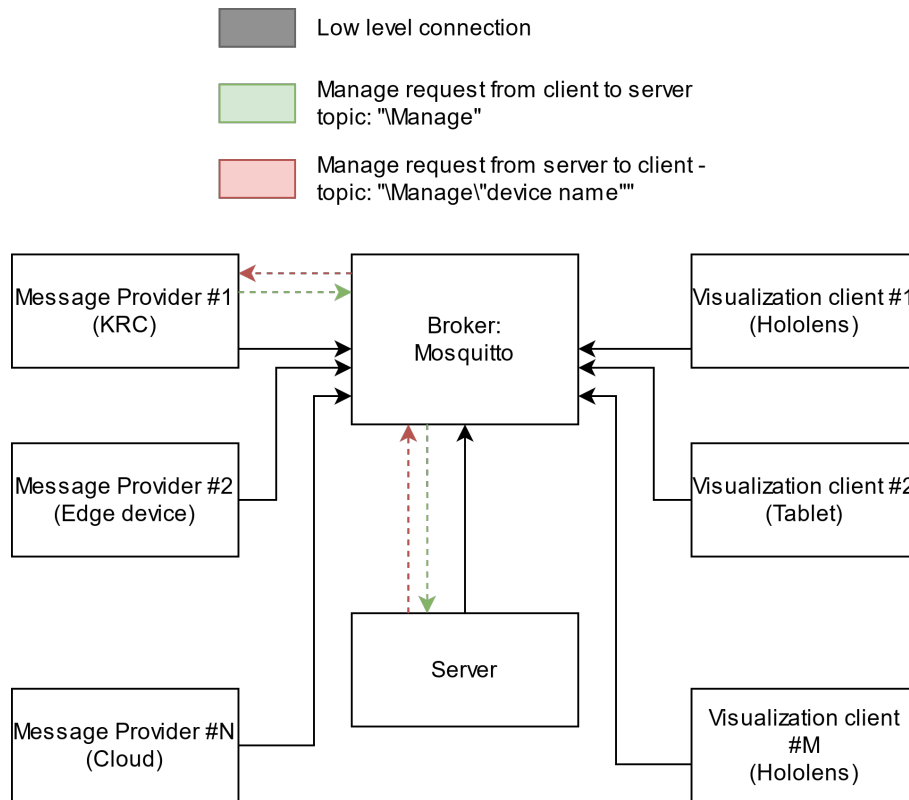 Low level connection
Manage request from client to server
topic: "\Manage"
Manage request from server to client -
topic: "\Manage\"device name""
Message Provider #1
(KRC)
Broker:
Mosquitto
Visualization client #1
(Hololens)
Message Provider #2
(Edge device)
Visualization client #2
(Tablet)
Server
Message Provider #N
(Cloud)
Visualization client
#M
(Hololens)